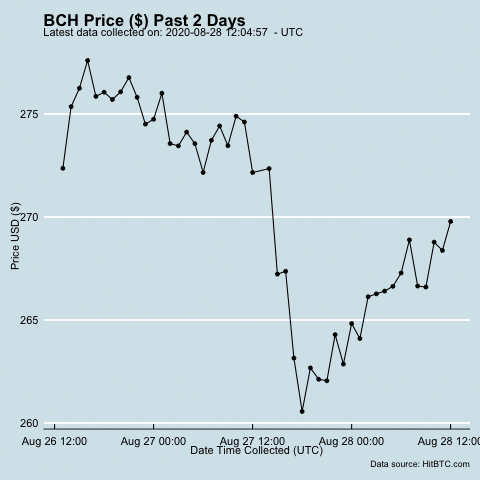 BCH Price ($) Past 2 Days
Latest data collected on: 2020-08-28 12:04:57 - UTC
275
270
265
260
Price USD ($)
Aug 26 12:00 Aug 27 00:00 Aug 27 12:00 Aug 28 00:00 Aug 28 12:00
Date Time Collected (UTC)
Data source: HitBTC.com